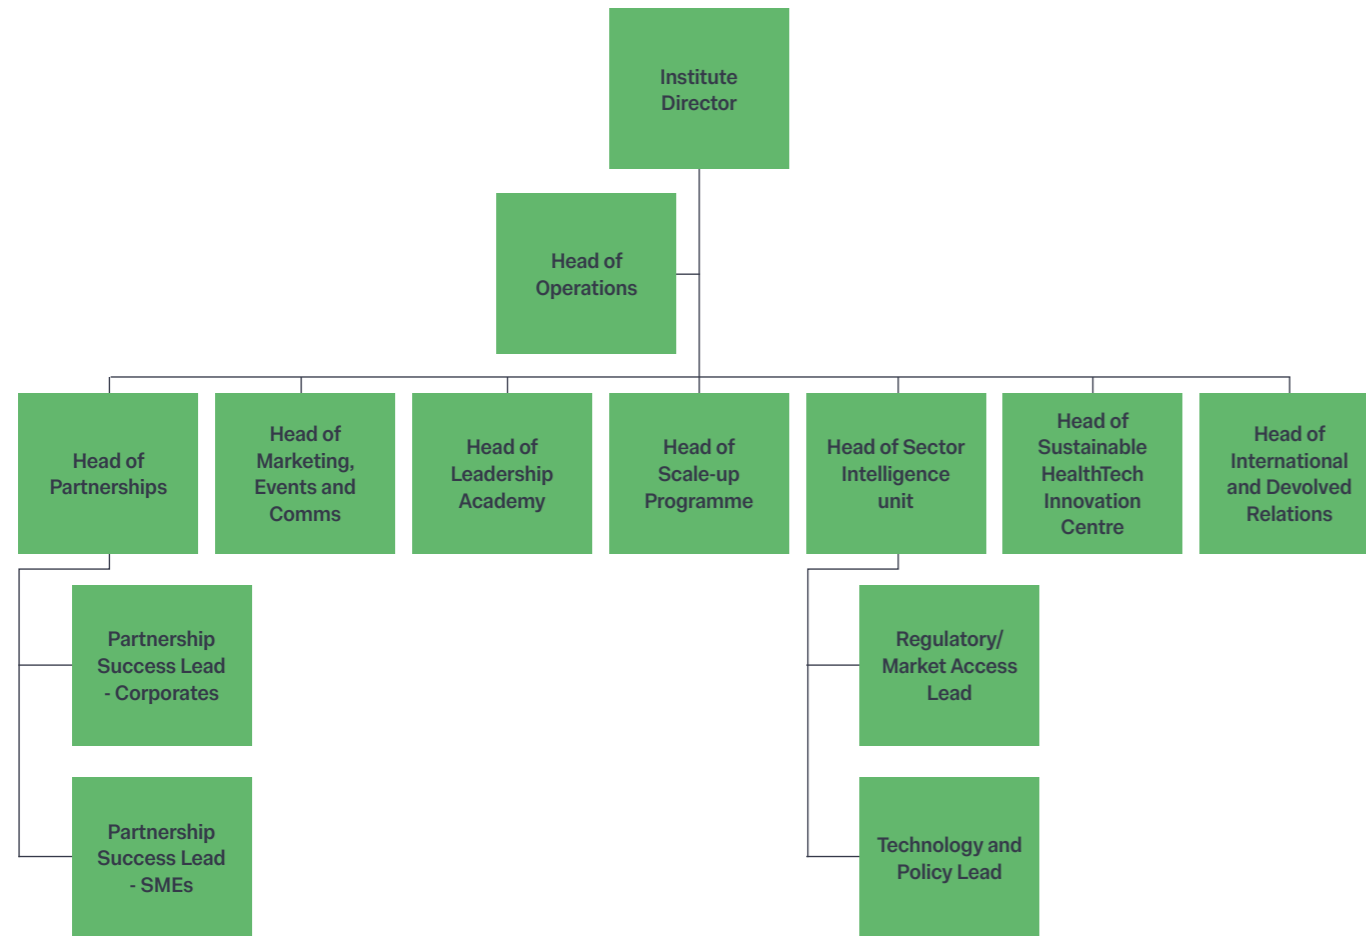 Institute
Director
Head of
Operations
Head of
Partnerships
Head of
Marketing,
Events and
Comms
Head of
Leadership
Academy
Head of
Scale-up
Programme
Head of Sector
Intelligence
unit
Head of
Sustainable
HealthTech
Innovation
Centre
Head of
International
and Devolved
Relations
Partnership
Success Lead
- Corporates
Regulatory/
Market Access
Lead
Partnership
Success Lead
- SMEs
Technology and
Policy Lead